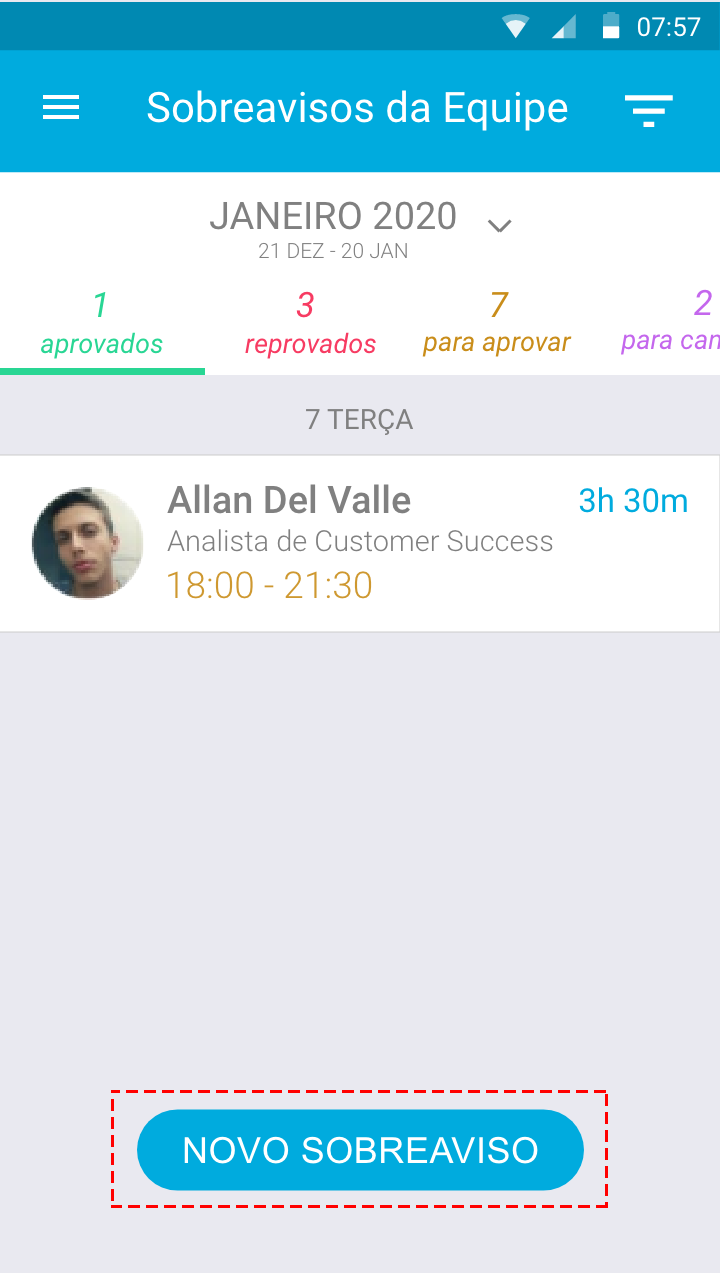 07:57
Sobreavisos da Equipe
JANEIRO 2020
21 DEZ - 20 JAN
1 3 7 2
aprovados reprovados para aprovar para can
7 TERÇA
Allan Del Valle 3h 30m
Analista de Customer Success
18:00 - 21:30
NOVO SOBREAVISO